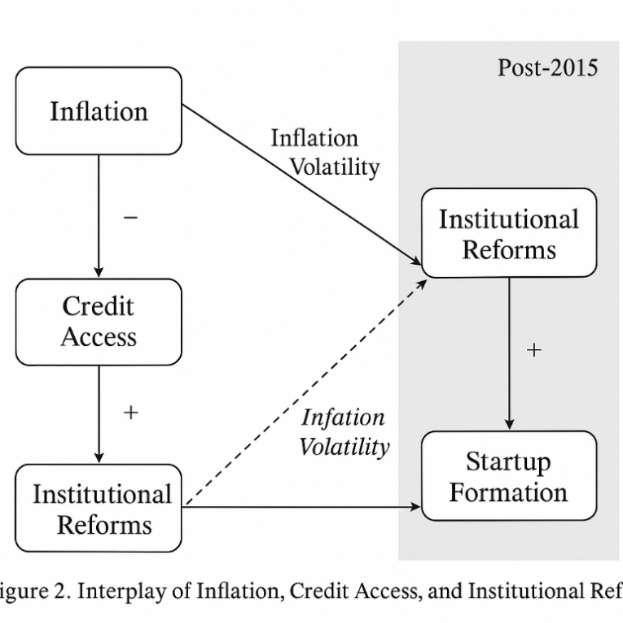 Post-2015
Inflation
Inflation
Volatility
−
Institutional
Reforms
Credit
Access
+
+
Infation
Volatility
Institutional
Reforms
Startup
Formation
igure 2. Interplay of Inflation, Credit Access, and Institutional Ref